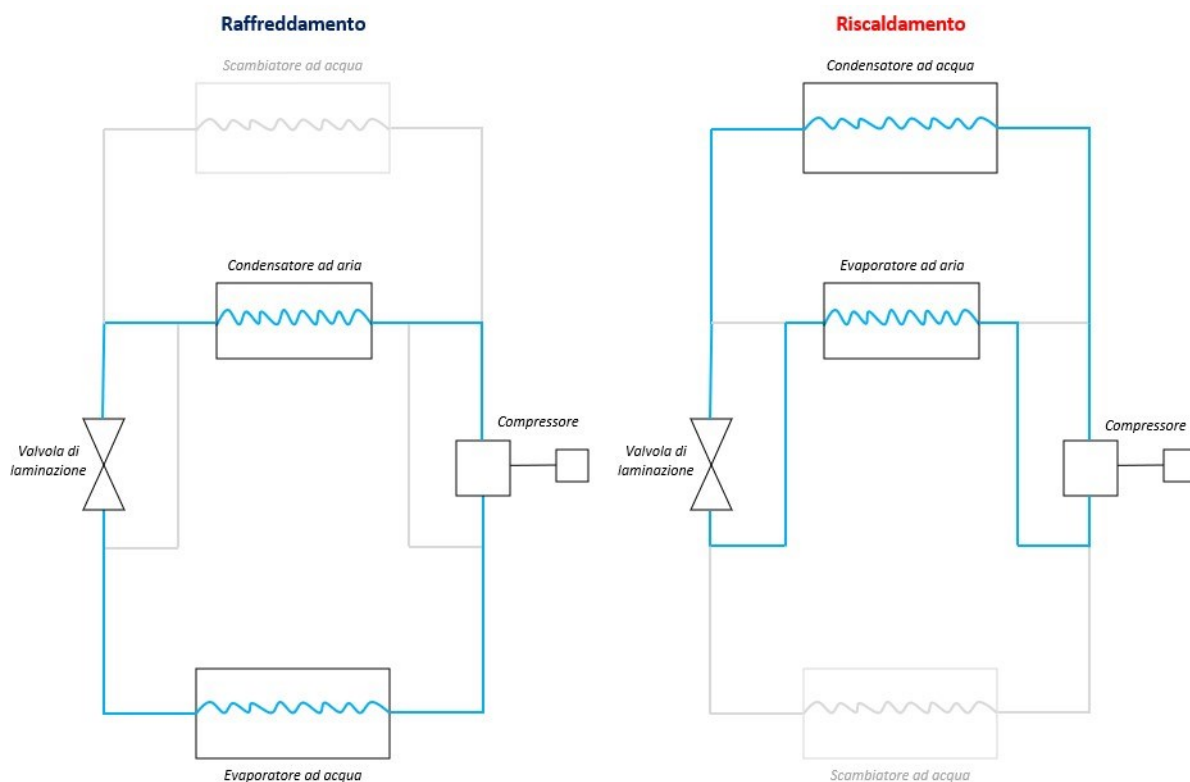 Raffreddamento
Scambiatore ad acqua
Condensatore ad aria
Compressore
Valvola di
laminazione
Evaporatore ad acqua
Riscaldamento
Condensatore ad acqua
Evaporatore ad aria
Compressore
Valvola di
laminazione
Scambiatore ad acqua